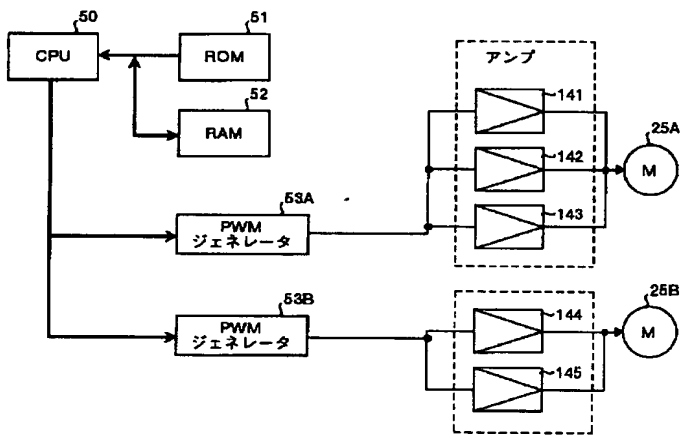 50
CPU
51
ROM
52
RAM
アンプ
141
142
143
25A
M
53A
PWM
ジェネレータ
53B
PWM
ジェネレータ
144
145
25B
M